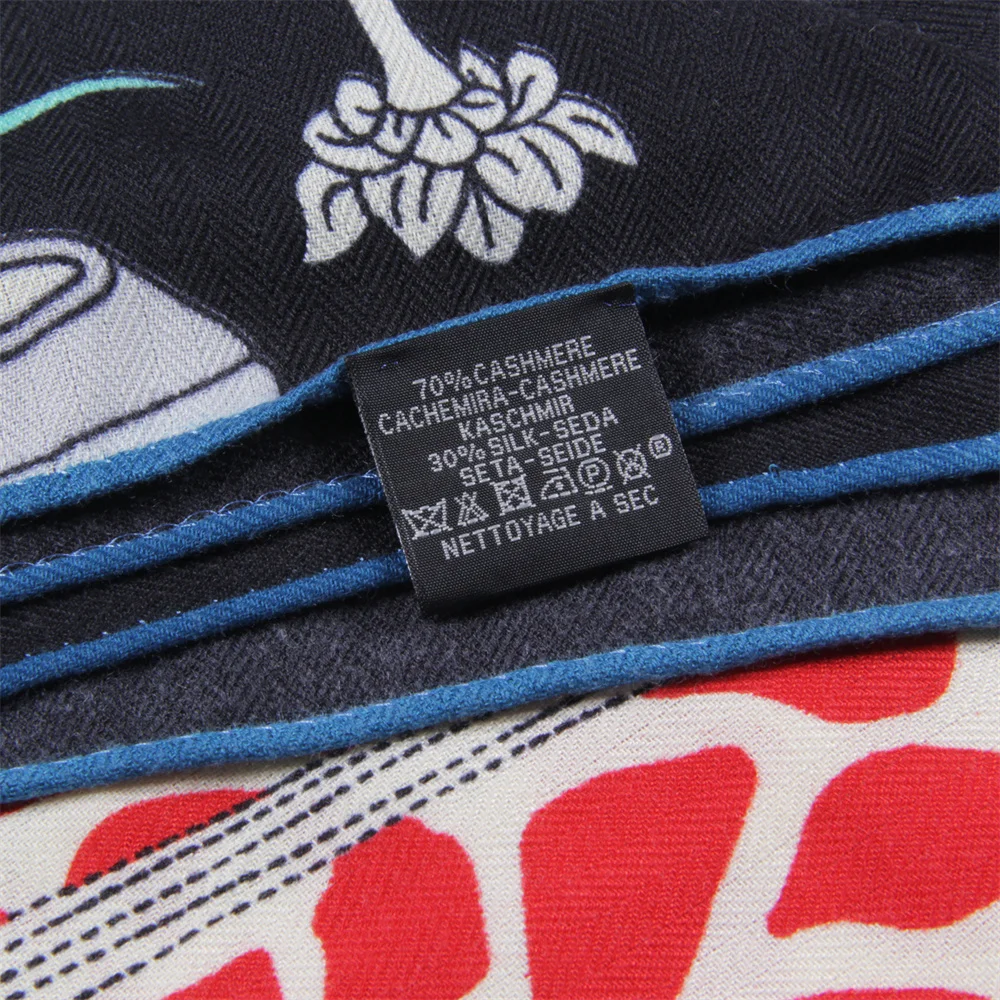 70% CASHMERE
CACHEMIRA-CASHMERE
KASCHMIR
30% SILK-SEDA
SETA-SEIDE
P ®
NETTOYAGE A SEC